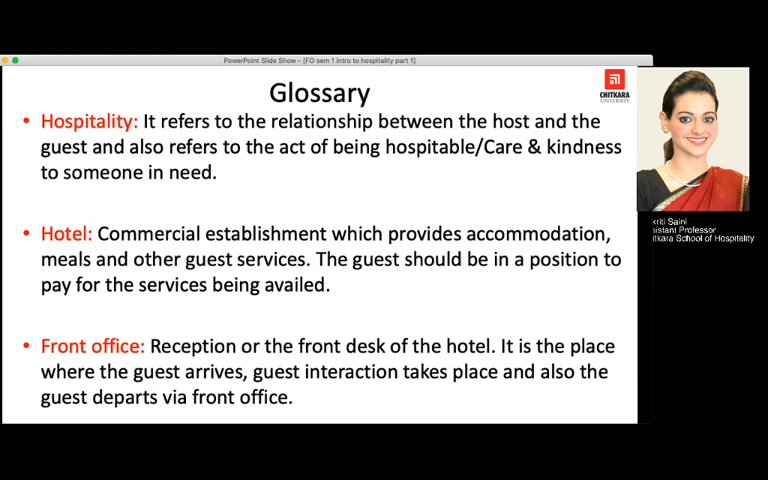 PowerPoint Slide Show – [FO sem 1 Intro to hospitality part 1]
Glossary
CHITKARA
UNIVERSITY
• Hospitality: It refers to the relationship between the host and the
guest and also refers to the act of being hospitable/Care & kindness
to someone in need.
• Hotel: Commercial establishment which provides accommodation,
meals and other guest services. The guest should be in a position to
pay for the services being availed.
• Front office: Reception or the front desk of the hotel. It is the place
where the guest arrives, guest interaction takes place and also the
guest departs via front office.
kriti Saini
sistant Professor
itkara School of Hospitality